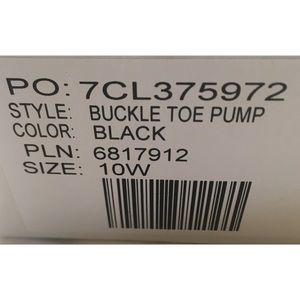 PO: 7CL375972
STYLE: BUCKLE TOE PUMP
COLOR: BLACK
PLN: 6817912
SIZE: 10W